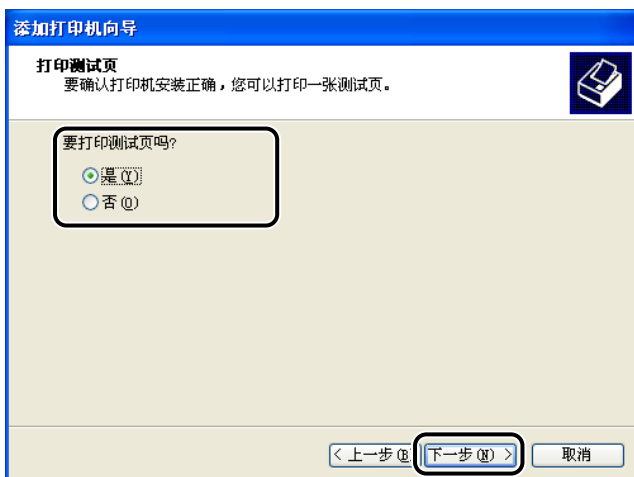 添加打印机向导
打印测试页
要确认打印机安装正确，您可以打印一张测试页。
要打印测试页吗?
是(Y)
否(O)
< 上一步(B
下一步(N) >
取消